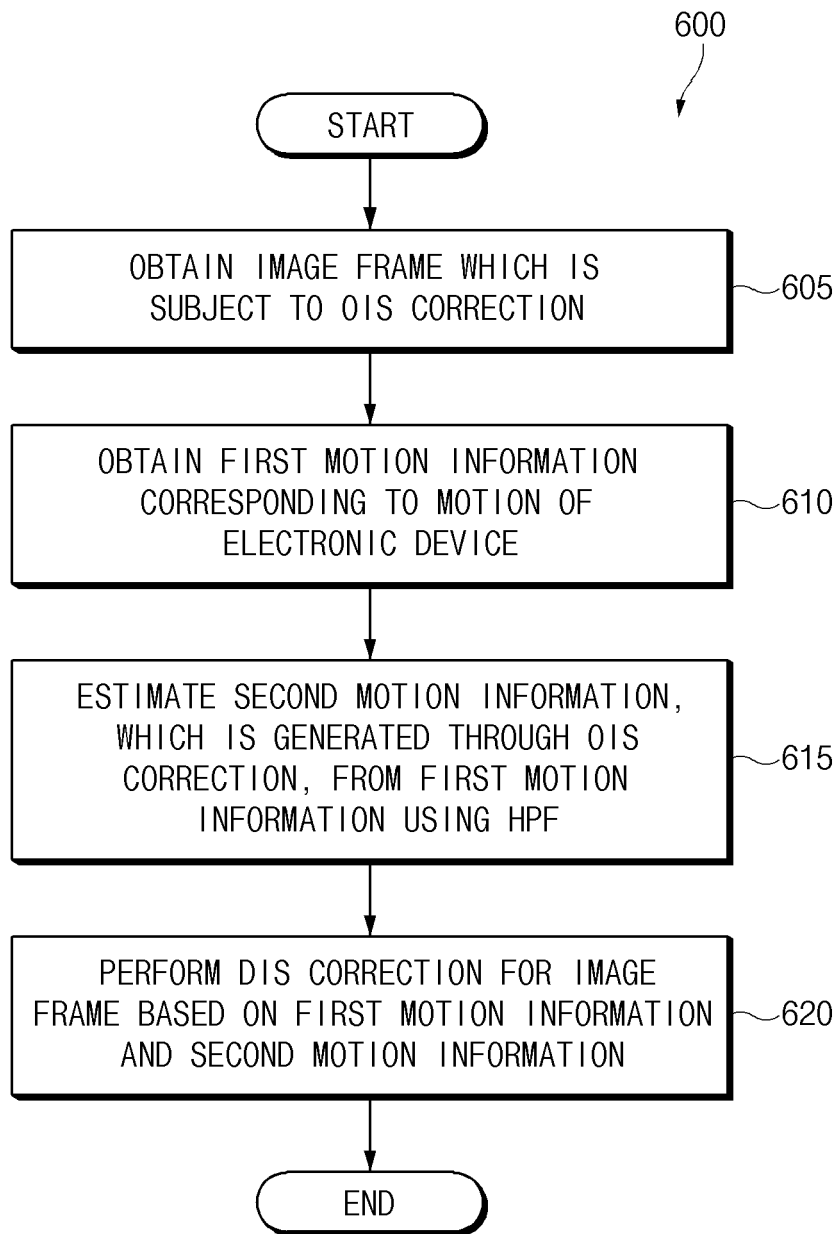 600
START
OBTAIN IMAGE FRAME WHICH IS
SUBJECT TO OIS CORRECTION
605
OBTAIN FIRST MOTION INFORMATION
CORRESPONDING TO MOTION OF
ELECTRONIC DEVICE
610
ESTIMATE SECOND MOTION INFORMATION,
WHICH IS GENERATED THROUGH OIS
CORRECTION, FROM FIRST MOTION
INFORMATION USING HPF
615
PERFORM DIS CORRECTION FOR IMAGE
FRAME BASED ON FIRST MOTION INFORMATION
AND SECOND MOTION INFORMATION
620
END